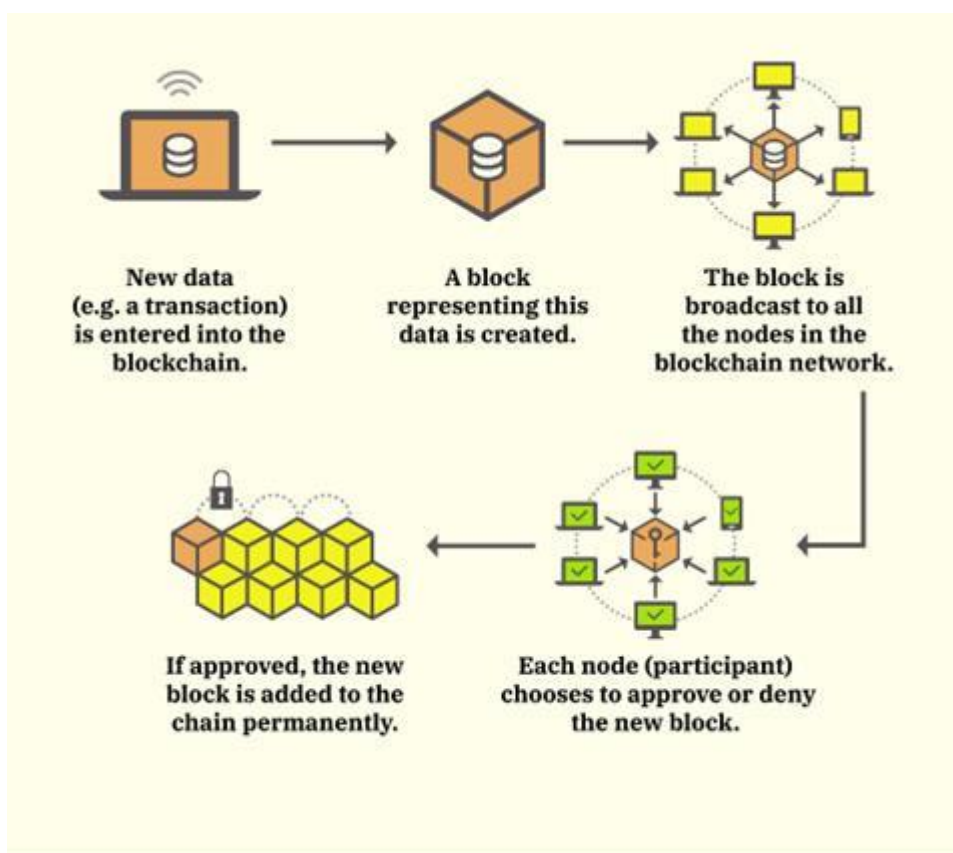 New data
(e.g. a transaction)
is entered into the
blockchain.
A block
representing this
data is created.
The block is
broadcast to all
the nodes in the
blockchain network.
If approved, the new
block is added to the
chain permanently.
Each node (participant)
chooses to approve or deny
the new block.